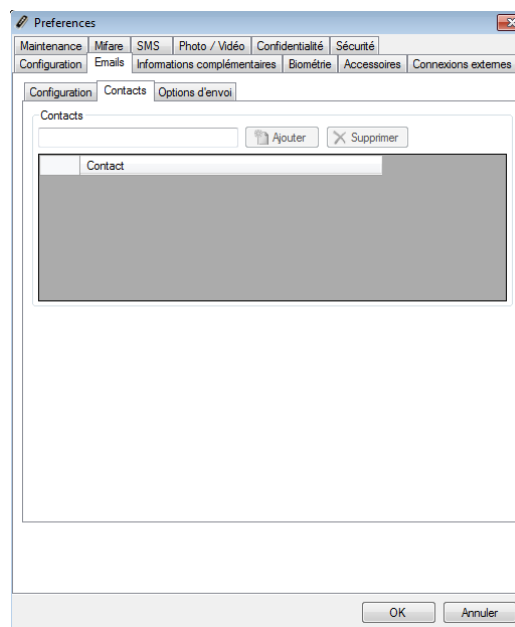 Preferences
Maintenance Mifare SMS Photo / Vidéo Confidentialité Sécurité
Configuration Emails Informations complémentaires Biométrie Accessoires Connexions externes
Configuration Contacts Options d'envoi
Contacts
Ajouter Supprimer
Contact
OK Annuler